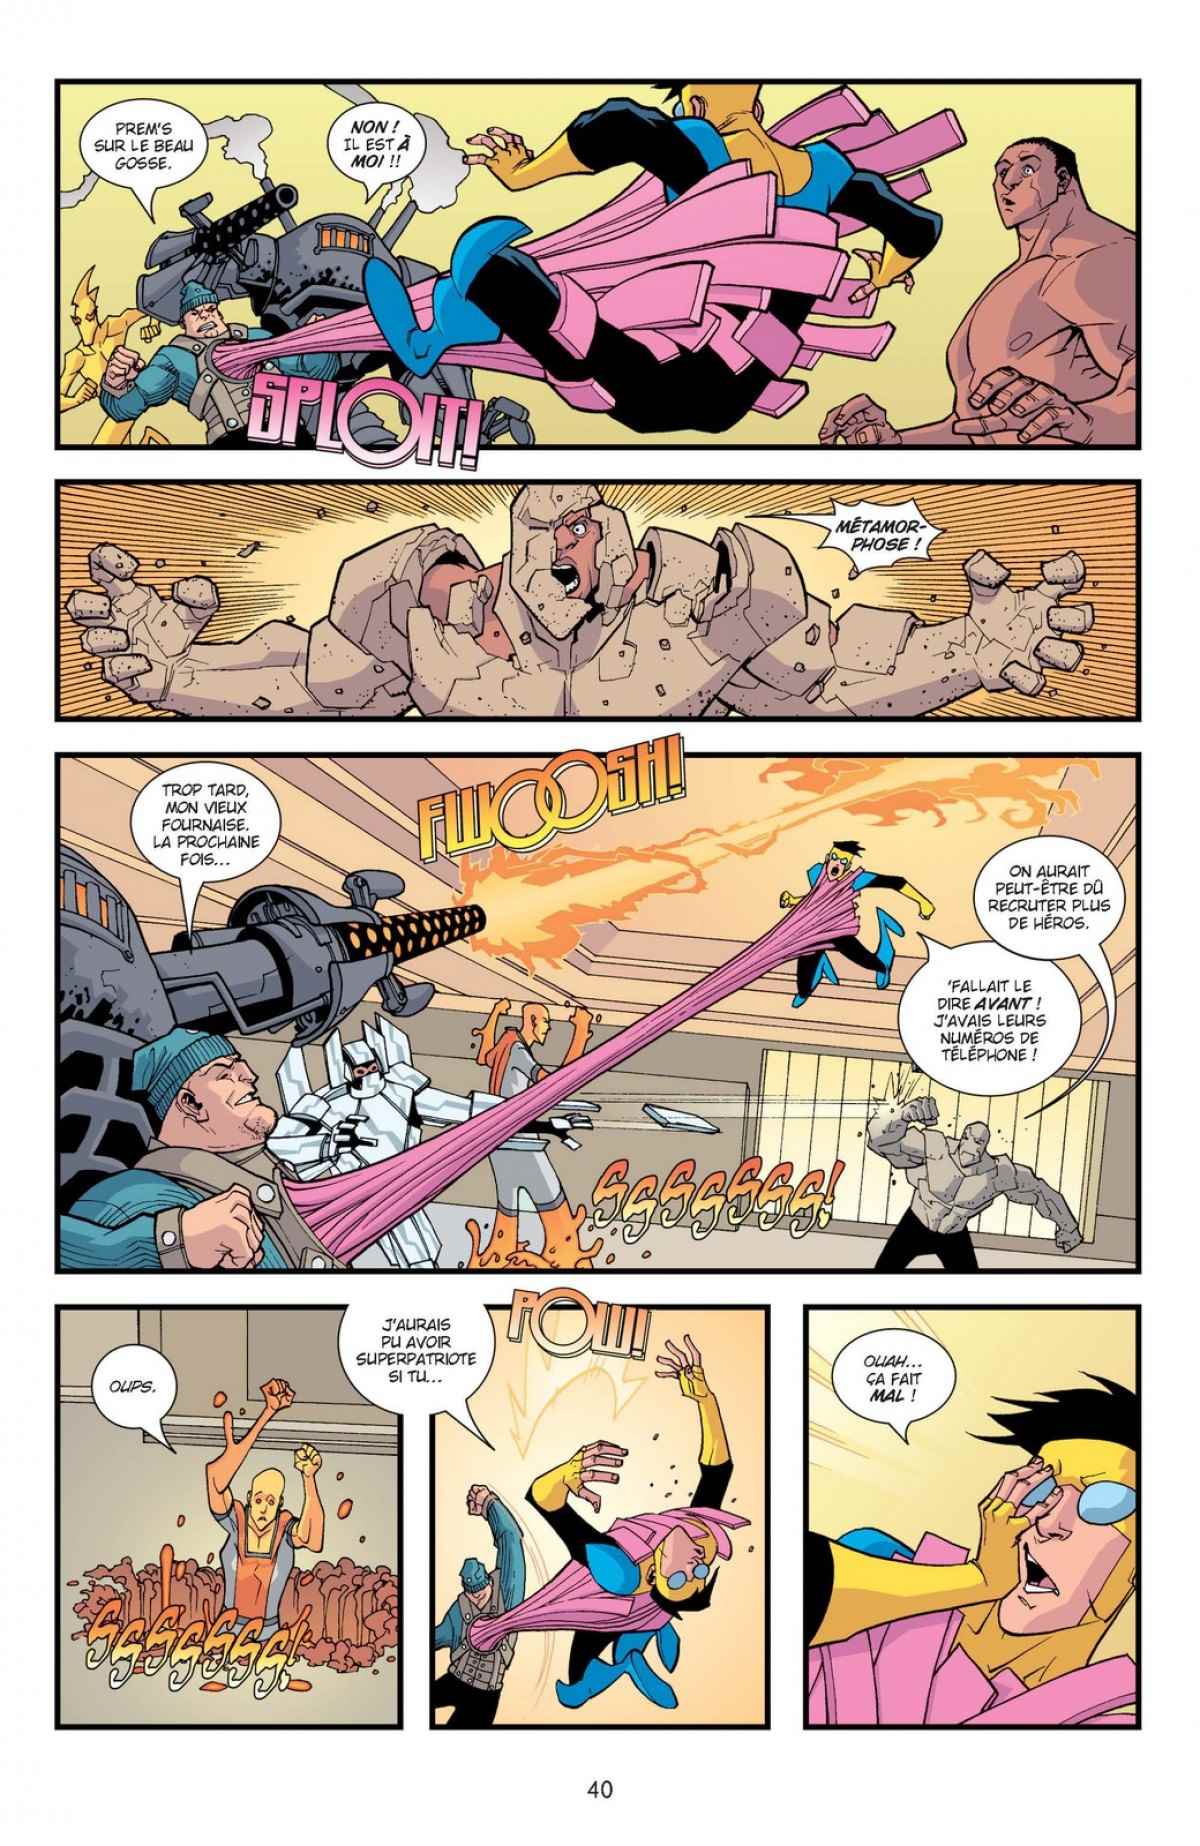 PREM'S
SUR LE BEAU
GOSSE.
NON !
IL EST À
MOI !!
SPLOIT!
MÉTAMOR-
PHOSE !
TROP TARD,
MON VIEUX
FOURNAISE.
LA PROCHAINE
FOIS...
FWOOSH!
ON AURAIT
PEUT-ÊTRE DÛ
RECRUTER PLUS
DE HÉROS.
'FALLAIT LE
DIRE AVANT !
J'AVAIS LEURS
NUMÉROS DE
TÉLÉPHONE !
SSSSSSSS!
OUPS.
SSSSSSSS!
J'AURAIS
PU AVOIR
SUPERPATRIOTE
SI TU...
POW!
OUAH...
ÇA FAIT
MAL !
40